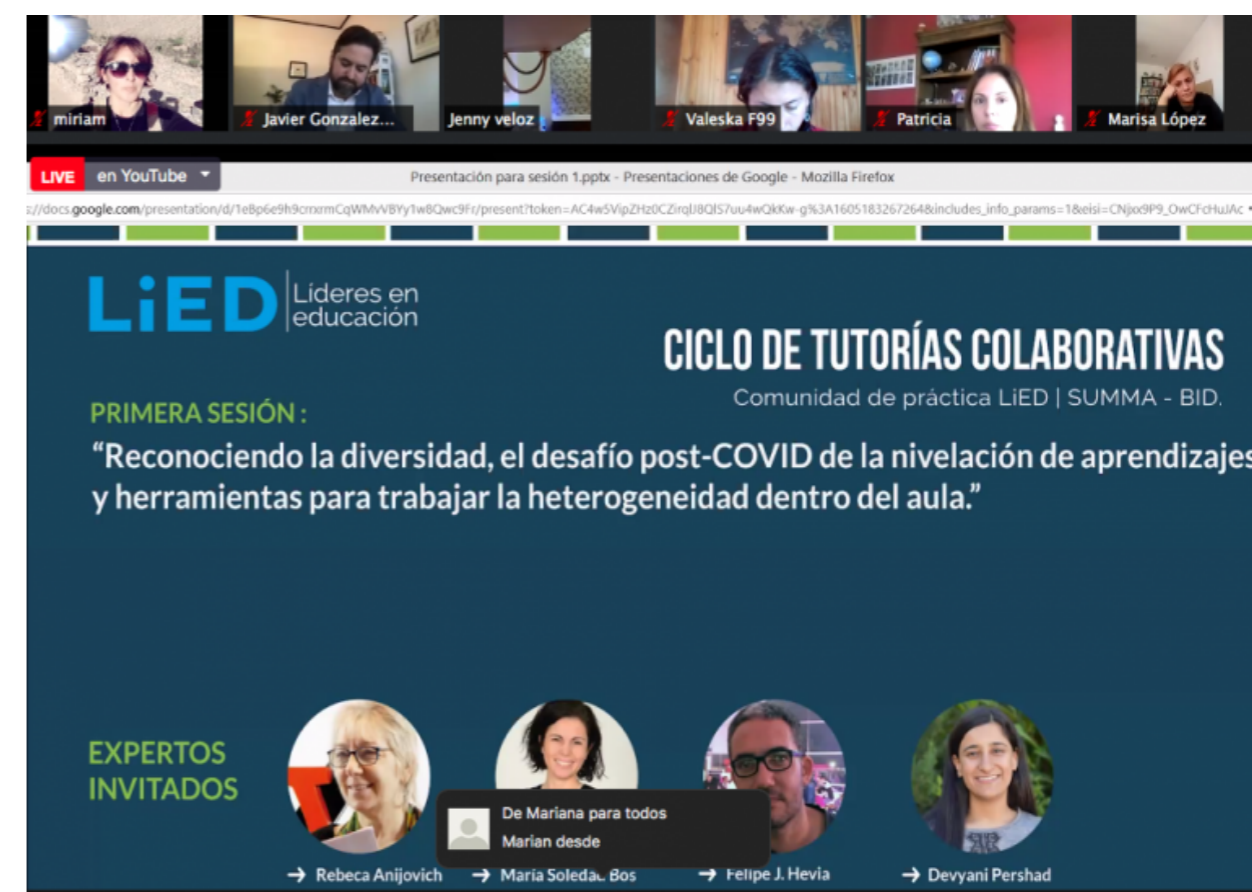 miriam
Javier Gonzalez...
Jenny veloz
Valeska F99
Patricia
Marisa López
LIVE en YouTube
Presentación para sesión 1.pptx - Presentaciones de Google - Mozilla Firefox
LiED
Líderes en
educación
CICLO DE TUTORÍAS COLABORATIVAS
Comunidad de práctica LiED | SUMMA - BID.
PRIMERA SESIÓN :
“Reconociendo la diversidad, el desafío post-COVID de la nivelación de aprendizajes
y herramientas para trabajar la heterogeneidad dentro del aula.”
EXPERTOS
INVITADOS
De Mariana para todos
Marian desde
→ Rebeca Anijovich
→ María Soledad Bos
→ Felipe J. Hevia
→ Devyani Pershad